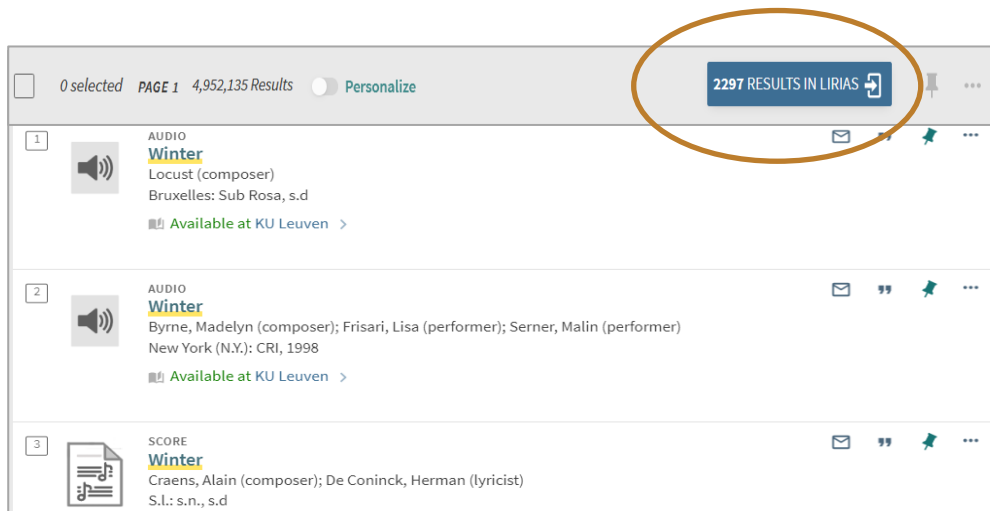 0 selected PAGE 1 4,952,135 Results Personalize 2297 RESULTS IN LIRIAS
1
AUDIO
Winter
Locust (composer)
Bruxelles: Sub Rosa, s.d
Available at KU Leuven >
2
AUDIO
Winter
Byrne, Madelyn (composer); Frisari, Lisa (performer); Serner, Malin (performer)
New York (N.Y.): CRI, 1998
Available at KU Leuven >
3
SCORE
Winter
Craens, Alain (composer); De Coninck, Herman (lyricist)
S.l.: s.n., s.d